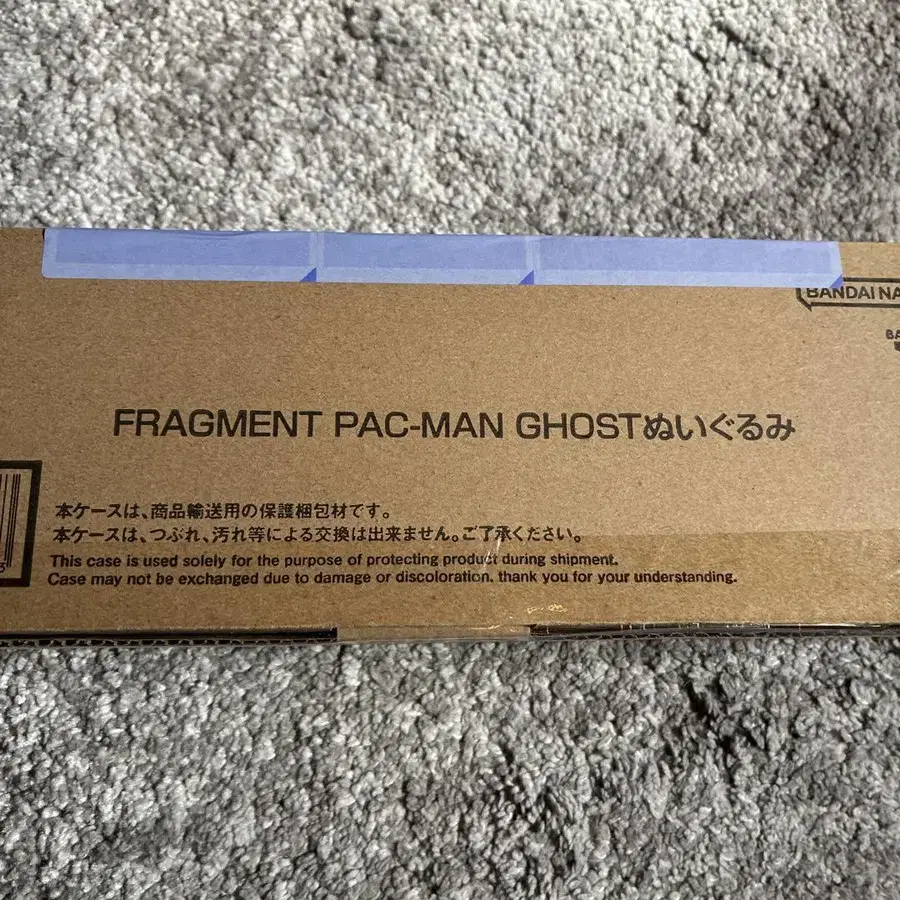 BANDAI NA
FRAGMENT PAC-MAN GHOSTぬいぐるみ
本ケースは、商品輸送用の保護梱包材です。
本ケースは、つぶれ、汚れ等による交換は出来ません。ご了承ください。
This case is used solely for the purpose of protecting product during shipment.
Case may not be exchanged due to damage or discoloration. thank you for your understanding.